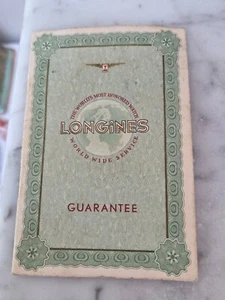 THE WORLD'S MOST HONORED WATCH
LONGINES
WORLD WIDE SERVICE
GUARANTEE